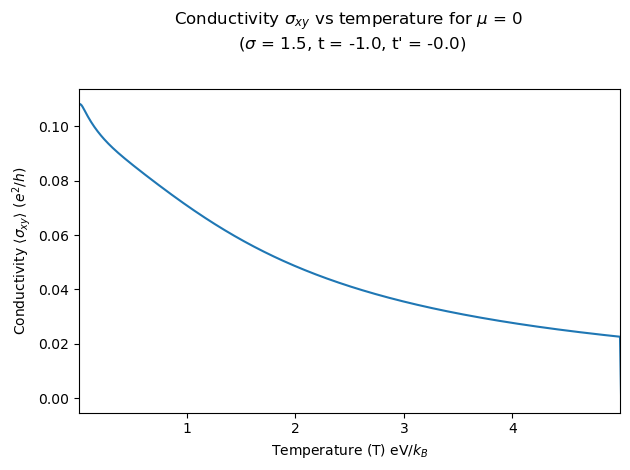 Conductivity σxy vs temperature for μ = 0
(σ = 1.5, t = -1.0, t' = -0.0)
Conductivity ⟨σxy⟩ (e²/h)
0.10
0.08
0.06
0.04
0.02
0.00
1 2 3 4
Temperature (T) eV/kB